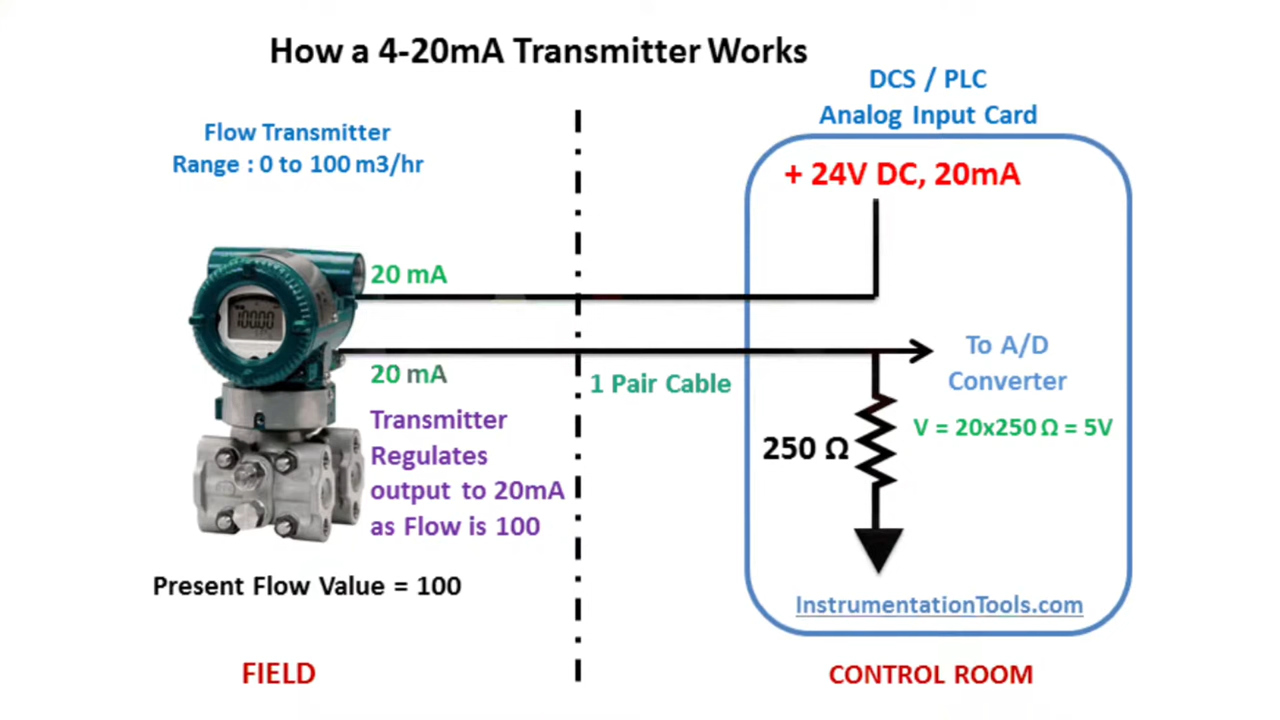 How a 4-20mA Transmitter Works
DCS / PLC
Analog Input Card
Flow Transmitter
Range : 0 to 100 m3/hr
+ 24V DC, 20mA
20 mA
100.00
20 mA
1 Pair Cable
To A/D
Converter
Transmitter
Regulates
output to 20mA
as Flow is 100
250 Ω
V = 20x250 Ω = 5V
Present Flow Value = 100
InstrumentationTools.com
FIELD
CONTROL ROOM